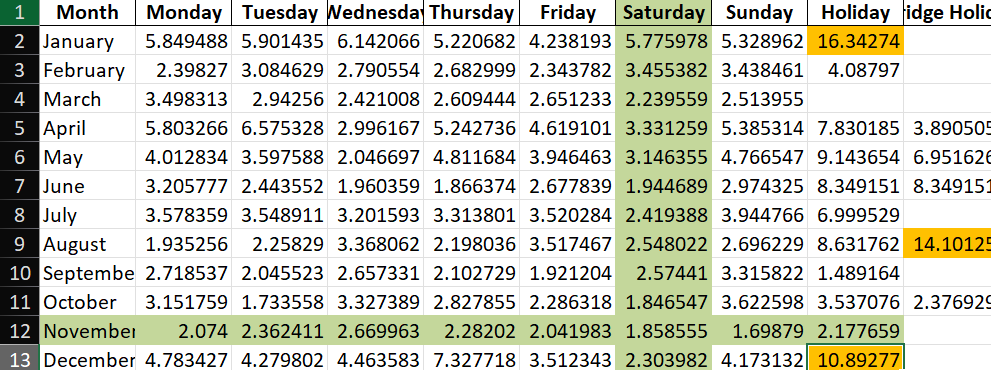 1 Month Monday Tuesday Wednesday Thursday Friday Saturday Sunday Holiday ridge Holid
2 January 5.849488 5.901435 6.142066 5.220682 4.238193 5.775978 5.328962 16.34274
3 February 2.39827 3.084629 2.790554 2.682999 2.343782 3.455382 3.438461 4.08797
4 March 3.498313 2.94256 2.421008 2.609444 2.651233 2.239559 2.513955
5 April 5.803266 6.575328 2.996167 5.242736 4.619101 3.331259 5.385314 7.830185 3.890505
6 May 4.012834 3.597588 2.046697 4.811684 3.946463 3.146355 4.766547 9.143654 6.951626
7 June 3.205777 2.443552 1.960359 1.866374 2.677839 1.944689 2.974325 8.349151 8.349151
8 July 3.578359 3.548911 3.201593 3.313801 3.520284 2.419388 3.944766 6.999529
9 August 1.935256 2.25829 3.368062 2.198036 3.517467 2.548022 2.696229 8.631762 14.10125
10 Septembe 2.718537 2.045523 2.657331 2.102729 1.921204 2.57441 3.315822 1.489164
11 October 3.151759 1.733558 3.327389 2.827855 2.286318 1.846547 3.622598 3.537076 2.376929
12 November 2.074 2.362411 2.669963 2.28202 2.041983 1.858555 1.69879 2.177659
13 December 4.783427 4.279802 4.463583 7.327718 3.512343 2.303982 4.173132 10.89277